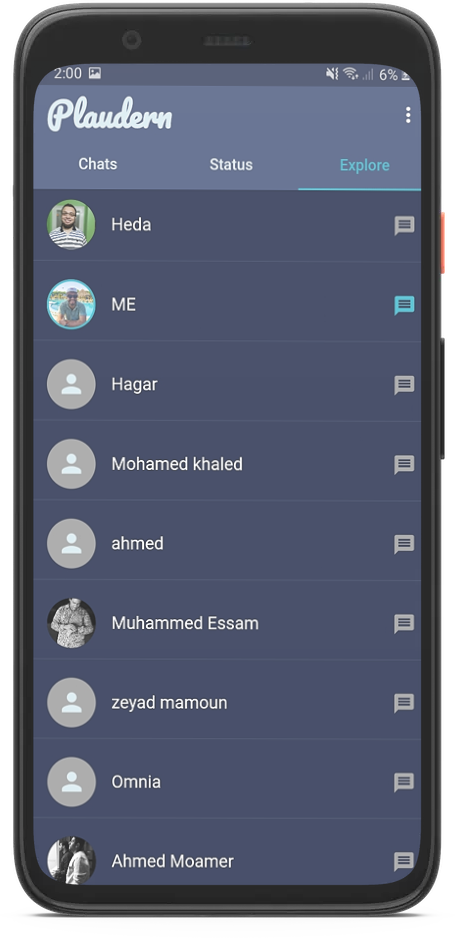 2:00 6%
Plaudern
Chats Status Explore
Heda
ME
Hagar
Mohamed khaled
ahmed
Muhammed Essam
zeyad mamoun
Omnia
Ahmed Moamer